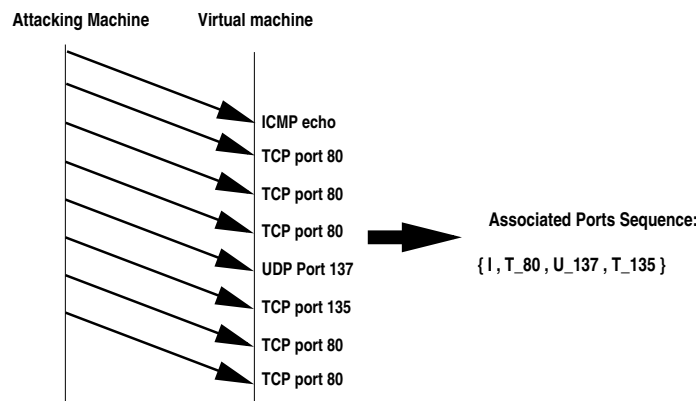 Attacking Machine
Virtual machine
ICMP echo
TCP port 80
TCP port 80
TCP port 80
UDP Port 137
TCP port 135
TCP port 80
TCP port 80
Associated Ports Sequence:
{ I , T_80 , U_137 , T_135 }